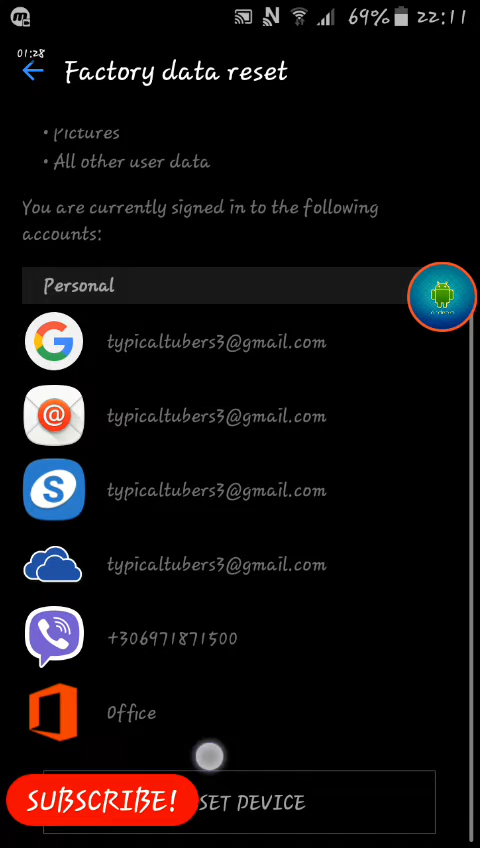 69% 22:11
01:28
Factory data reset
• Pictures
• All other user data
You are currently signed in to the following
accounts:
Personal
android
typicaltubers3@gmail.com
@
typicaltubers3@gmail.com
S
typicaltubers3@gmail.com
typicaltubers3@gmail.com
+306971871500
Office
SUBSCRIBE!
SET DEVICE